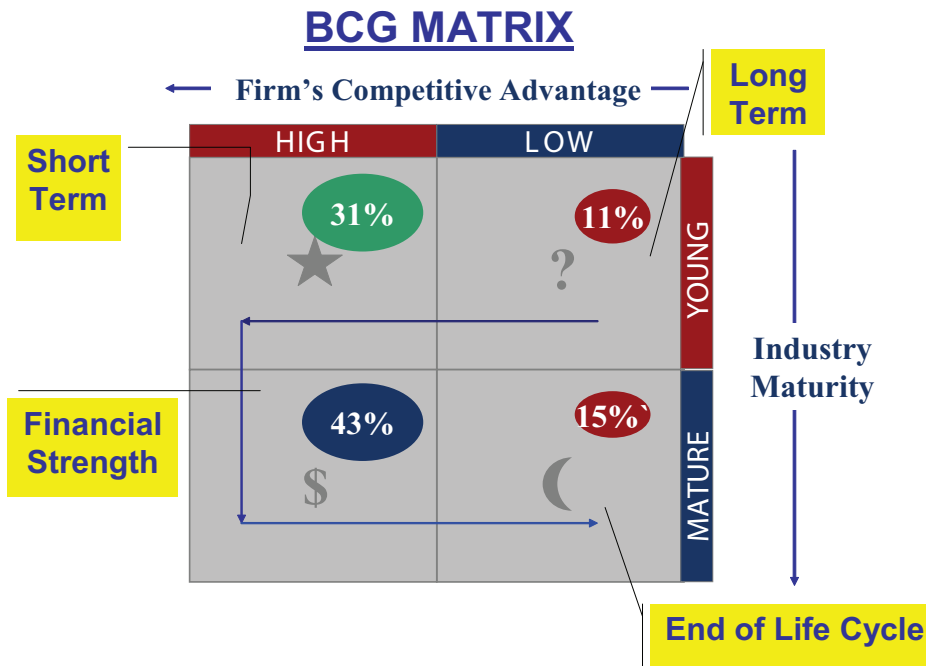 BCG MATRIX
Firm's Competitive Advantage
Long
Term
HIGH
LOW
Short
Term
31%
11%
?
YOUNG
Industry
Maturity
Financial
Strength
43%
15%`
$
MATURE
End of Life Cycle